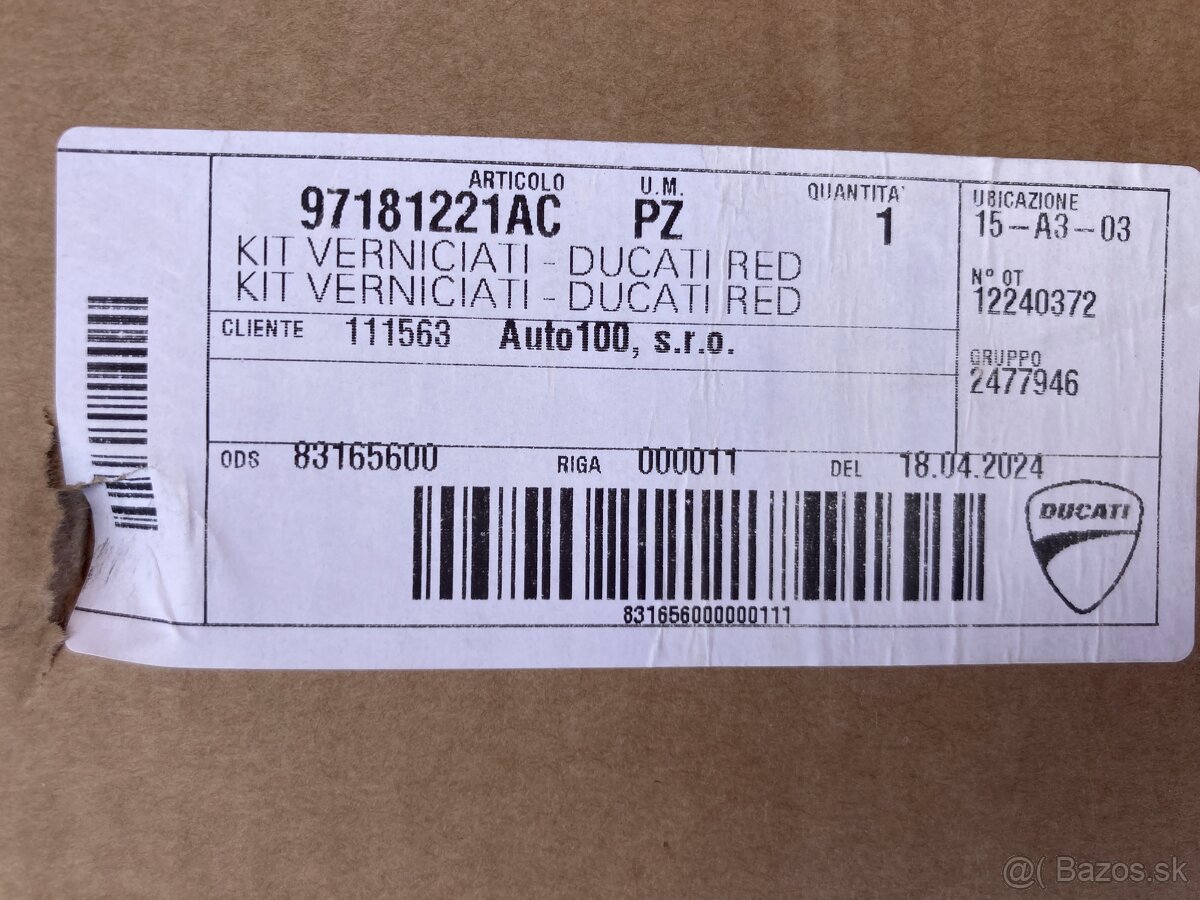 ARTICOLO U.M. QUANTITA'
97181221AC PZ 1
KIT VERNICIATI - DUCATI RED
KIT VERNICIATI - DUCATI RED
UBICAZIONE
15-A3-03
N° OT
12240372
GRUPPO
2477946
CLIENTE 111563 Auto100, s.r.o.
ODS 83165600 RIGA 000011 DEL 18.04.2024
831656000000111
DUCATI
@( Bazos.sk